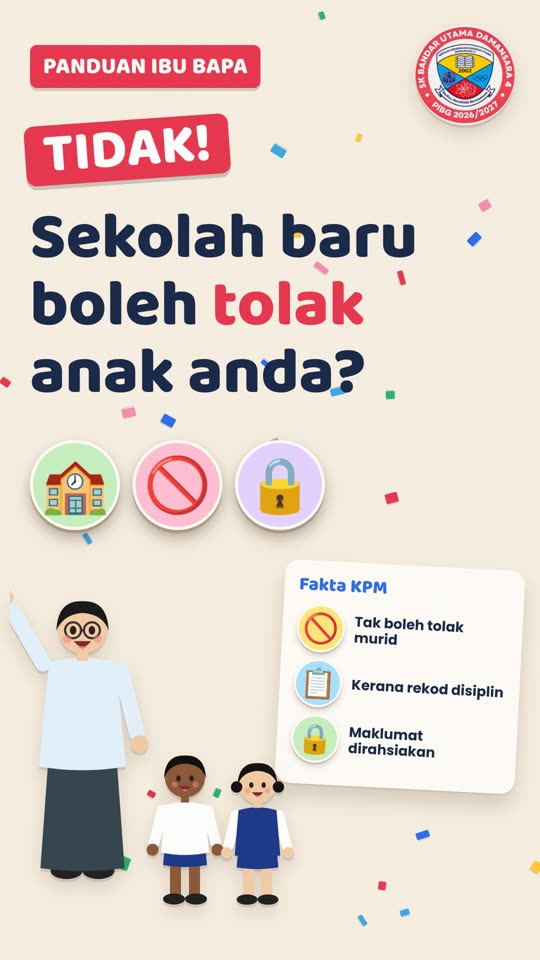 PANDUAN IBU BAPA
SK BANDAR UTAMA DAMANSARA 4
2002
PIBG 2026/2027
TIDAK!
Sekolah baru
boleh tolak
anak anda?
Fakta KPM
Tak boleh tolak
murid
Kerana rekod disiplin
Maklumat
dirahsiakan